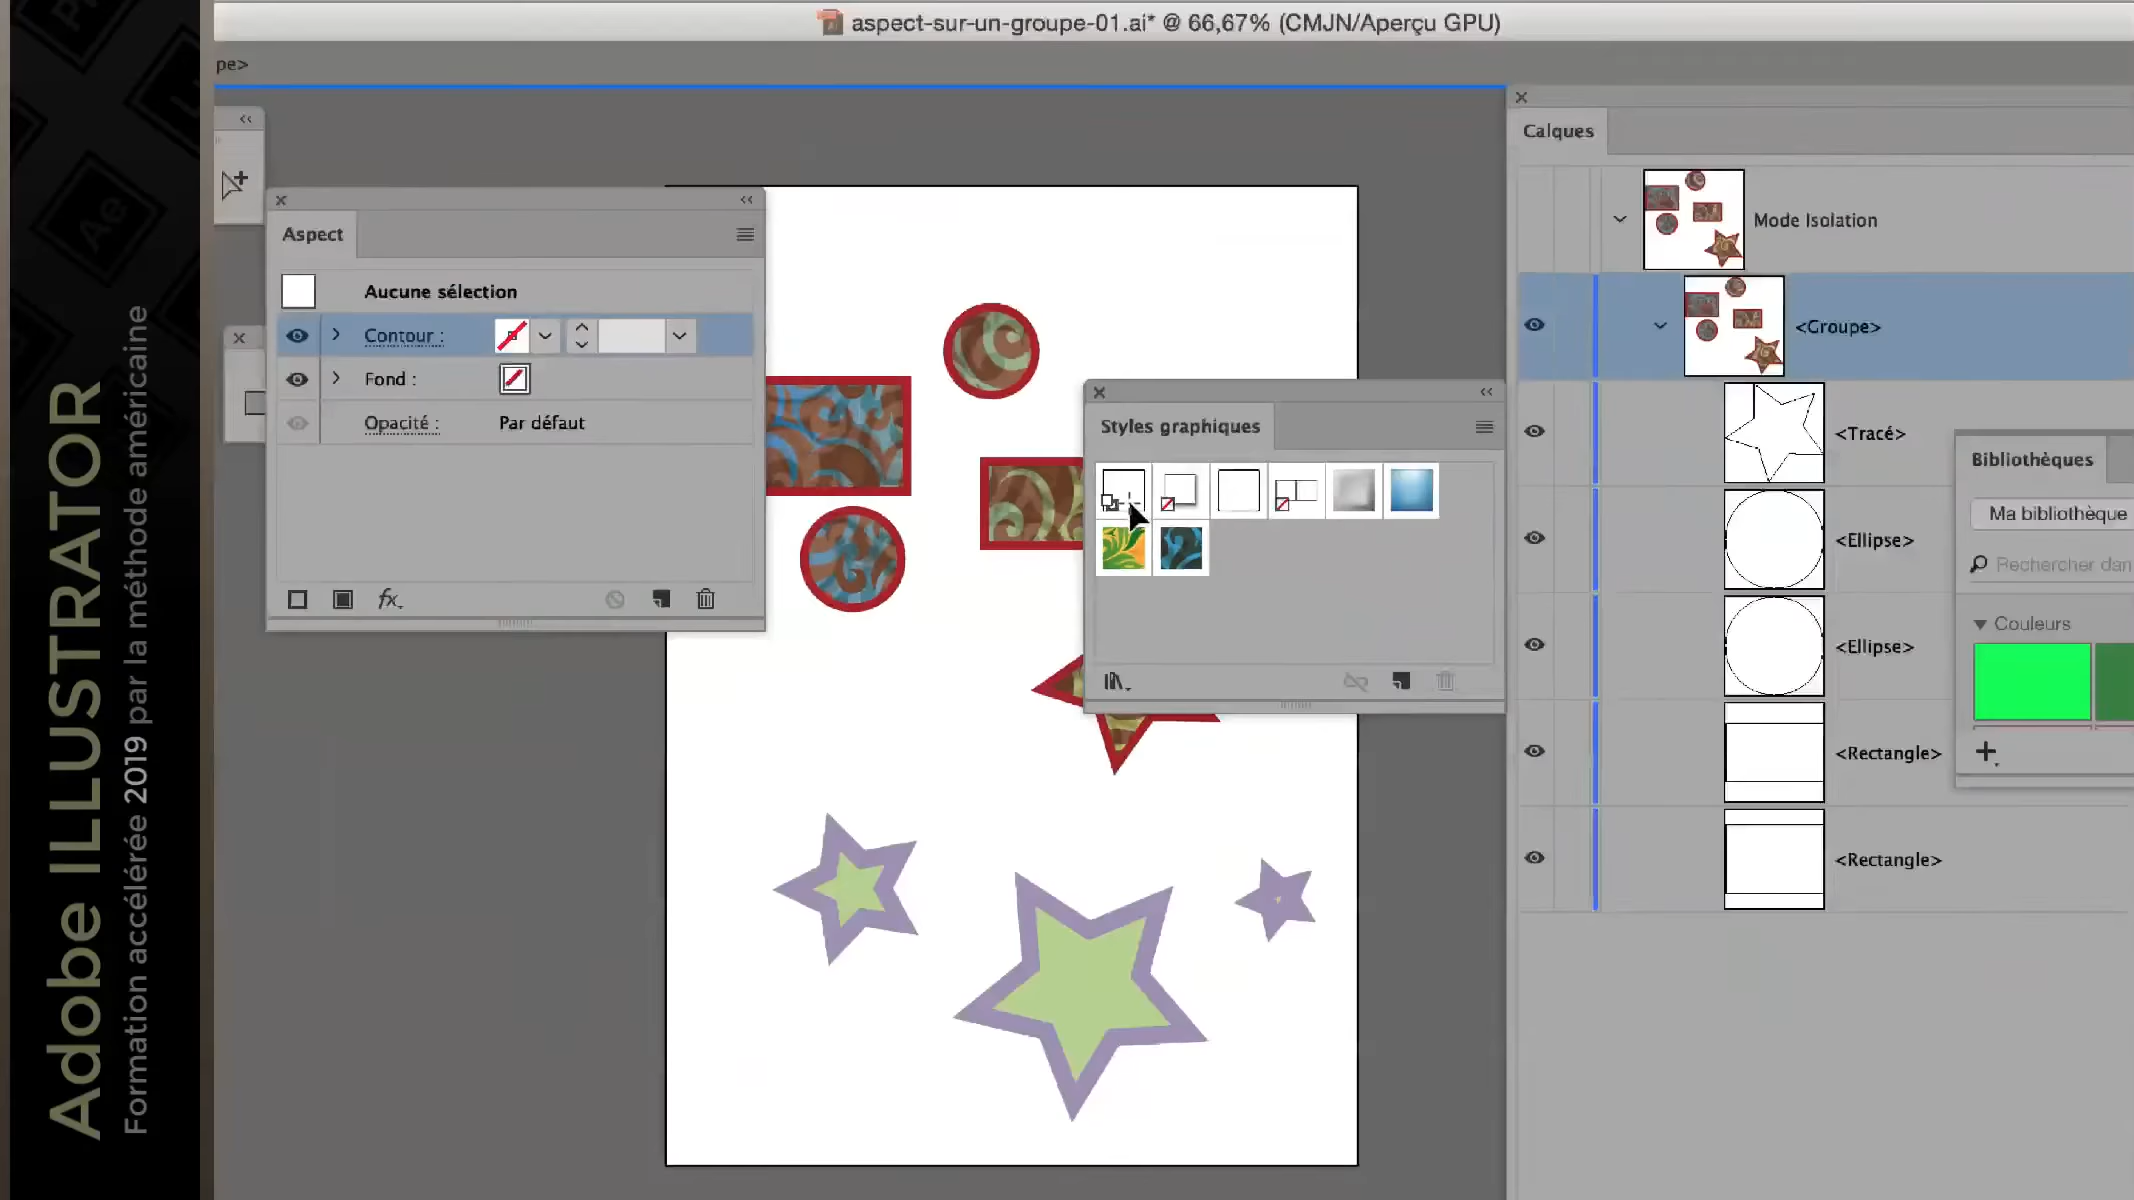 aspect-sur-un-groupe-01.ai* @ 66,67% (CMJN/Aperçu GPU)
pe>
Adobe ILLUSTRATOR
Formation accélérée 2019 par la méthode américaine
Ae
Aspect
Aucune sélection
Contour :
Fond :
Opacité : Par défaut
fx
Styles graphiques
Calques
Mode Isolation
<Groupe>
<Tracé>
<Ellipse>
<Ellipse>
<Rectangle>
<Rectangle>
Bibliothèques
Ma bibliothèque
Rechercher dan
Couleurs